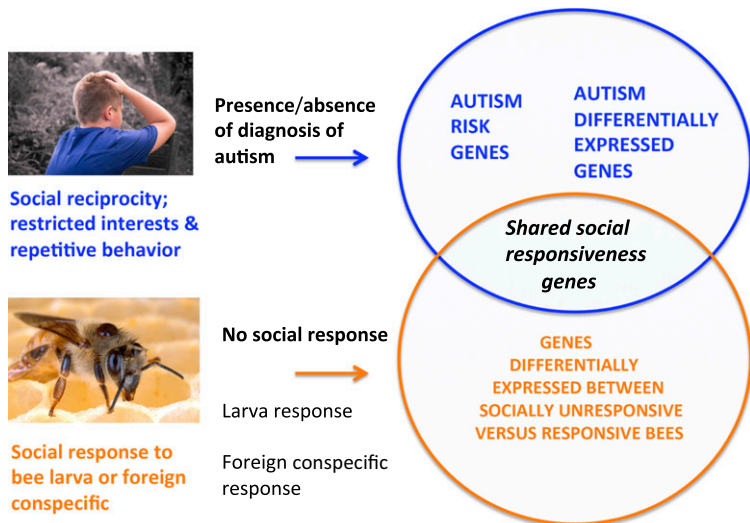 Social reciprocity;
restricted interests &
repetitive behavior
Presence/absence
of diagnosis of
autism
AUTISM
RISK
GENES
AUTISM
DIFFERENTIALLY
EXPRESSED
GENES
Shared social
responsiveness
genes
Social response to
bee larva or foreign
conspecific
No social response
Larva response
Foreign conspecific
response
GENES
DIFFERENTIALLY
EXPRESSED BETWEEN
SOCIALLY UNRESPONSIVE
VERSUS RESPONSIVE BEES